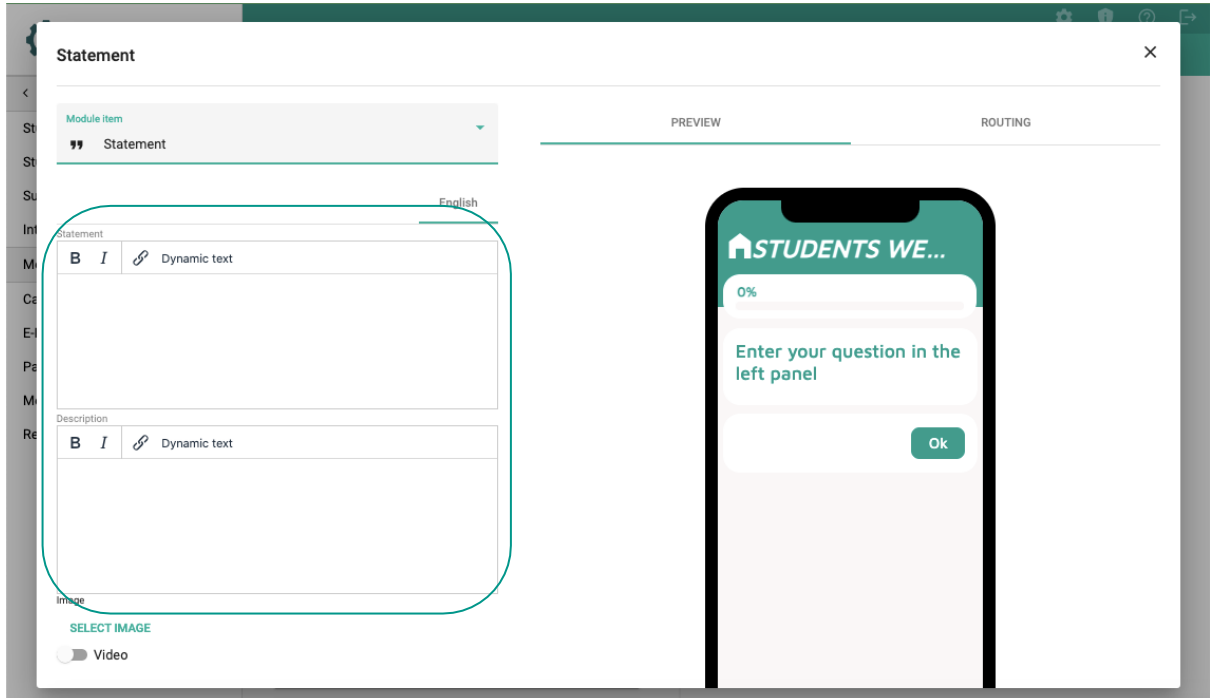 Statement
Module item
Statement
PREVIEW
ROUTING
English
Statement
B I Dynamic text
Description
B I Dynamic text
Image
SELECT IMAGE
Video
STUDENTS WE...
0%
Enter your question in the
left panel
Ok